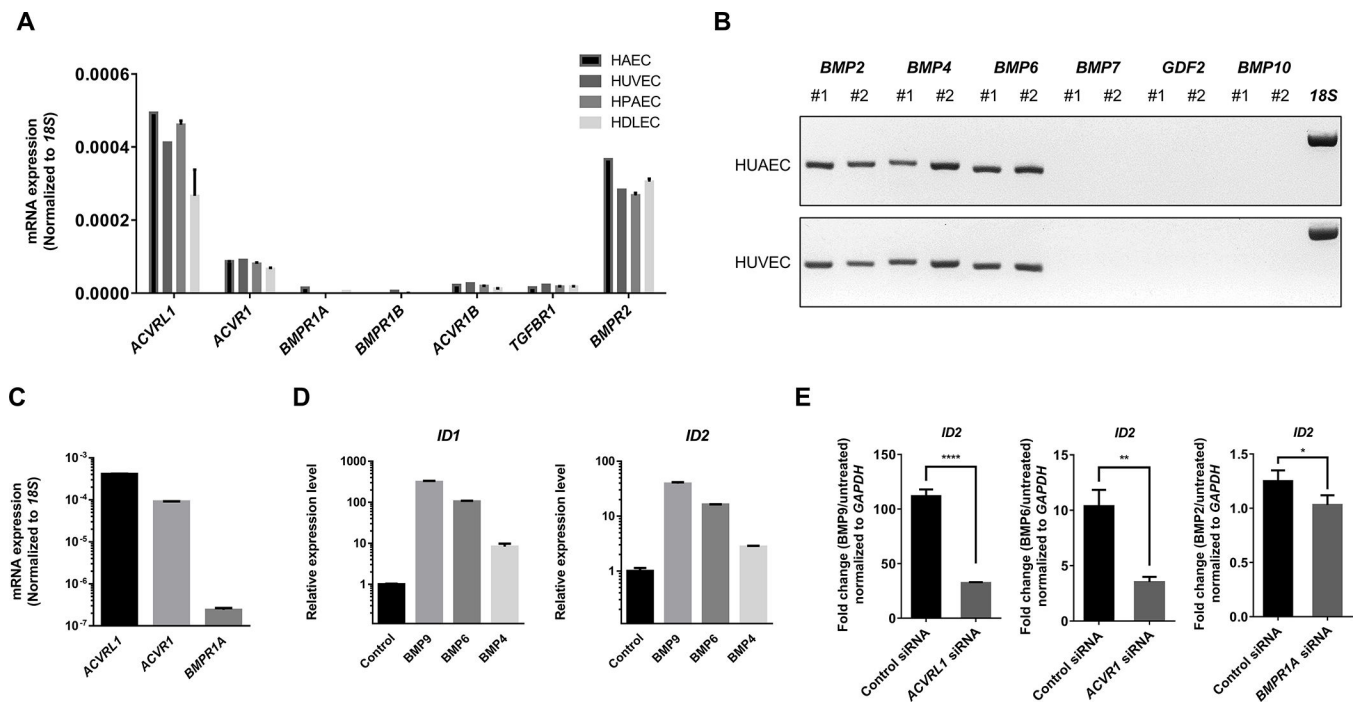 A
mRNA expression
(Normalized to 18S)
0.0006
0.0004
0.0002
0.0000
HAEC
HUVEC
HPAEC
HDLEC
ACVRL1
ACVR1
BMPR1A
BMPR1B
ACVR1B
TGFBR1
BMPR2
B
BMP2 BMP4 BMP6 BMP7 GDF2 BMP10
#1 #2 #1 #2 #1 #2 #1 #2 #1 #2 #1 #2 18S
HUAEC
HUVEC
C
mRNA expression
(Normalized to 18S)
10-3
10-4
10-5
10-6
10-7
ACVRL1
ACVR1
BMPR1A
D
ID1
Relative expression level
1000
100
10
1
Control
BMP9
BMP6
BMP4
ID2
Relative expression level
100
10
1
Control
BMP9
BMP6
BMP4
E
ID2
Fold change (BMP9/untreated)
normalized to GAPDH
150
100
50
0
****
Control siRNA
ACVRL1 siRNA
ID2
Fold change (BMP6/untreated)
normalized to GAPDH
15
10
5
0
**
Control siRNA
ACVR1 siRNA
ID2
Fold change (BMP2/untreated)
normalized to GAPDH
1.5
1.0
0.5
0.0
*
Control siRNA
BMPR1A siRNA